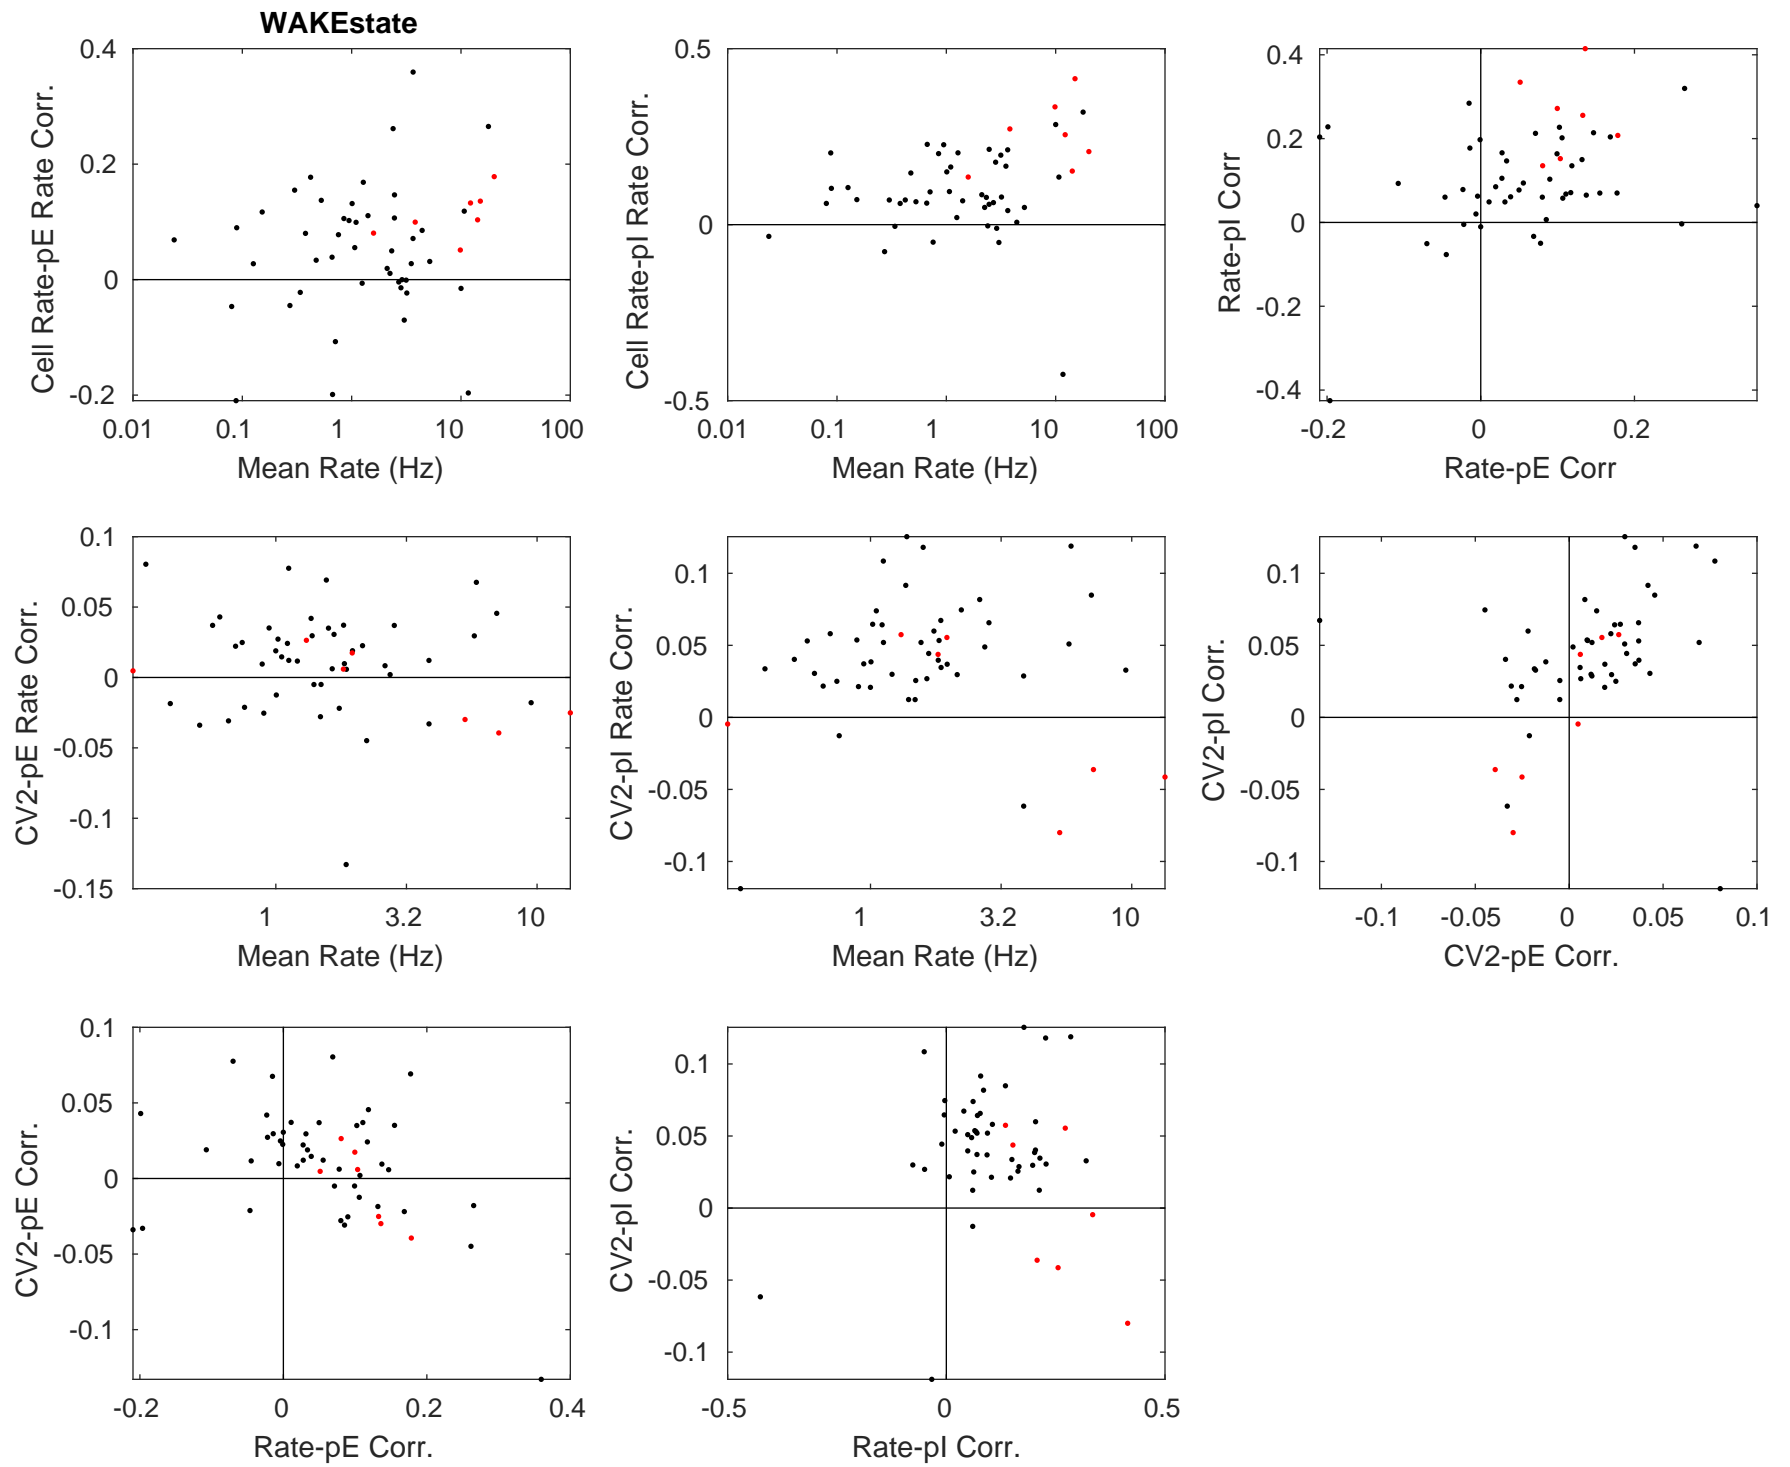 WAKEstate
0.4
0.2
0
-0.2
Cell Rate-pE Rate Corr.
0.01 0.1 1 10 100
Mean Rate (Hz)
0.5
0
-0.5
Cell Rate-pI Rate Corr.
0.01 0.1 1 10 100
Mean Rate (Hz)
0.4
0.2
0
-0.2
-0.4
Rate-pI Corr
-0.2 0 0.2
Rate-pE Corr
0.1
0.05
0
-0.05
-0.1
-0.15
CV2-pE Rate Corr.
1 3.2 10
Mean Rate (Hz)
0.1
0.05
0
-0.05
-0.1
CV2-pI Rate Corr.
1 3.2 10
Mean Rate (Hz)
0.1
0.05
0
-0.05
-0.1
CV2-pI Corr.
-0.1 -0.05 0 0.05 0.1
CV2-pE Corr.
0.1
0.05
0
-0.05
-0.1
CV2-pE Corr.
-0.2 0 0.2 0.4
Rate-pE Corr.
0.1
0.05
0
-0.05
-0.1
CV2-pI Corr.
-0.5 0 0.5
Rate-pI Corr.